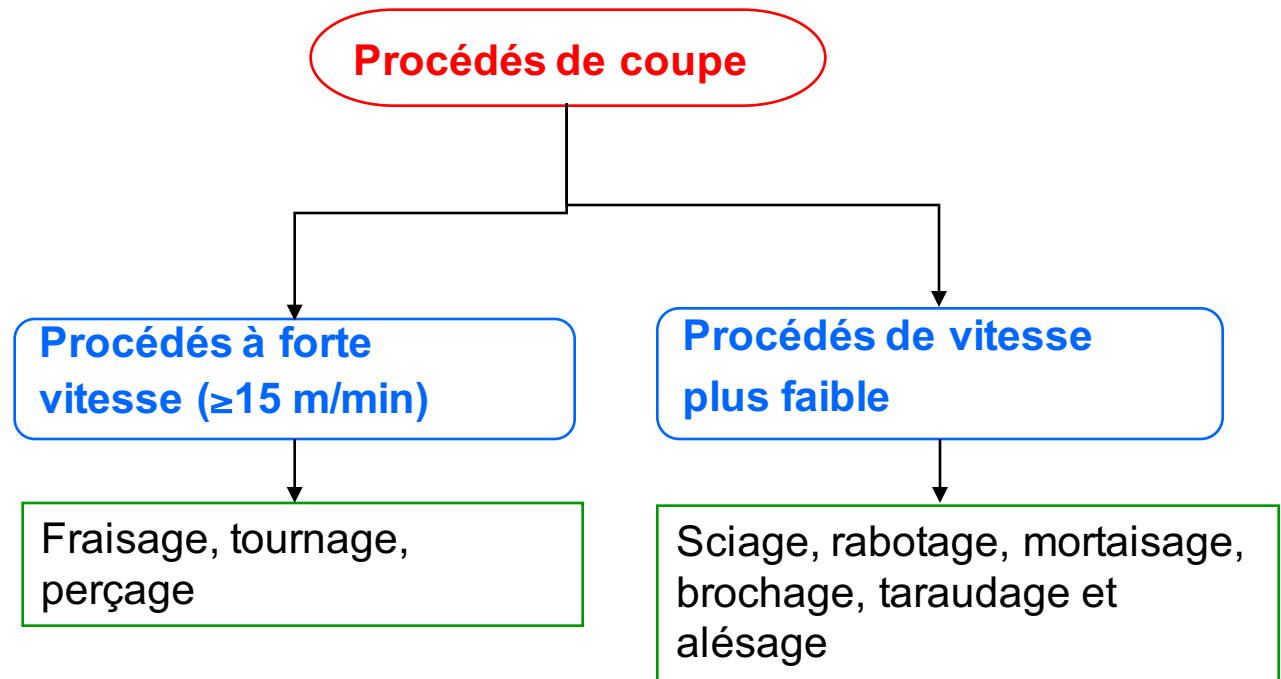 Procédés de coupe
Procédés à forte
vitesse (≥15 m/min)
Procédés de vitesse
plus faible
Fraisage, tournage,
perçage
Sciage, rabotage, mortaisage,
brochage, taraudage et
alésage